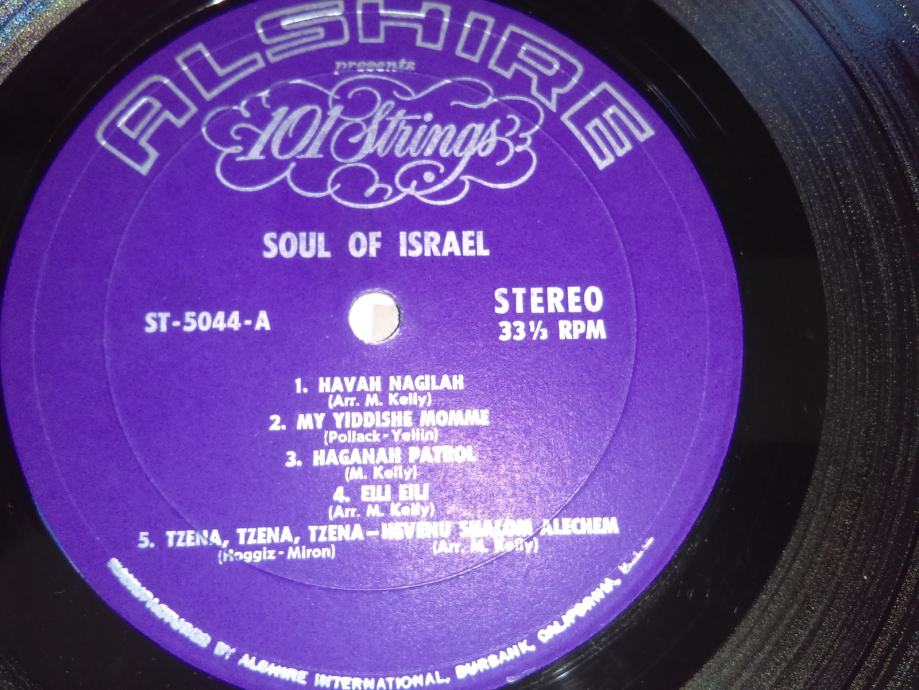 ALSHIRE
presents
101 Strings
SOUL OF ISRAEL
ST-5044-A
STEREO
33⅓ RPM
1. HAVAH NAGILAH
(Arr. M. Kelly)
2. MY YIDDISHE MOMME
(Pollack-Yellin)
3. HAGANAH PATROL
(M. Kelly)
4. EILI EILI
(Arr. M. Kelly)
5. TZENA, TZENA, TZENA—HEVENU SHALOM ALECHEM
(Hoggiz-Miron) (Arr. M. Kelly)
MANUFACTURED BY ALSHIRE INTERNATIONAL, BURBANK, CALIFORNIA,